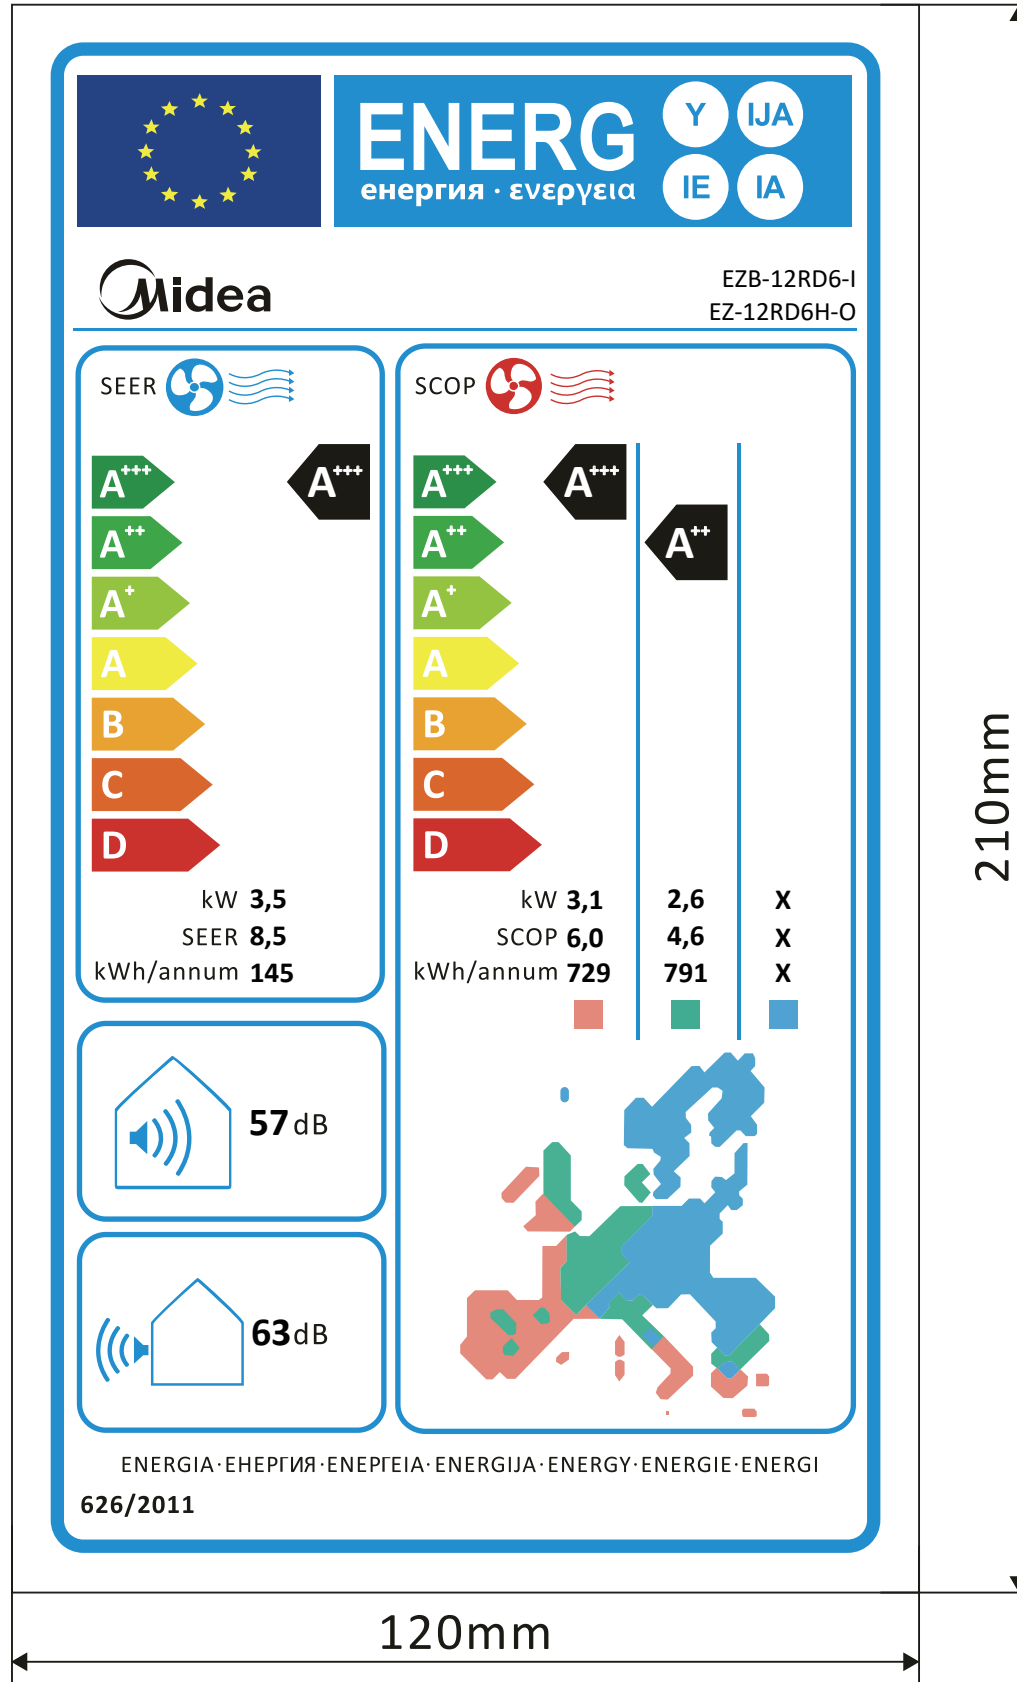 ENERG
енергия · ενεργεια
Y
IJA
IE
IA
Midea
EZB-12RD6-I
EZ-12RD6H-O
SEER
A+++
A++
A+
A
B
C
D
A+++
kW 3,5
SEER 8,5
kWh/annum 145
SCOP
A+++
A++
A+
A
B
C
D
A+++
A++
kW 3,1 2,6 X
SCOP 6,0 4,6 X
kWh/annum 729 791 X
57 dB
63 dB
ENERGIA·ЕНЕРГИЯ·ΕΝΕΡΓΕΙΑ·ENERGIJA·ENERGY·ENERGIE·ENERGI
626/2011
210mm
120mm